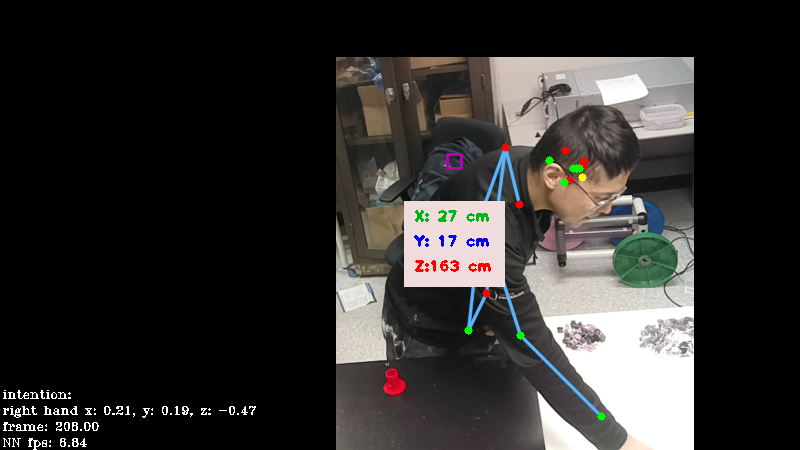 X: 27 cm
Y: 17 cm
Z:163 cm
intention:
right hand x: 0.21, y: 0.19, z: -0.47
frame: 208.00
NN fps: 6.84